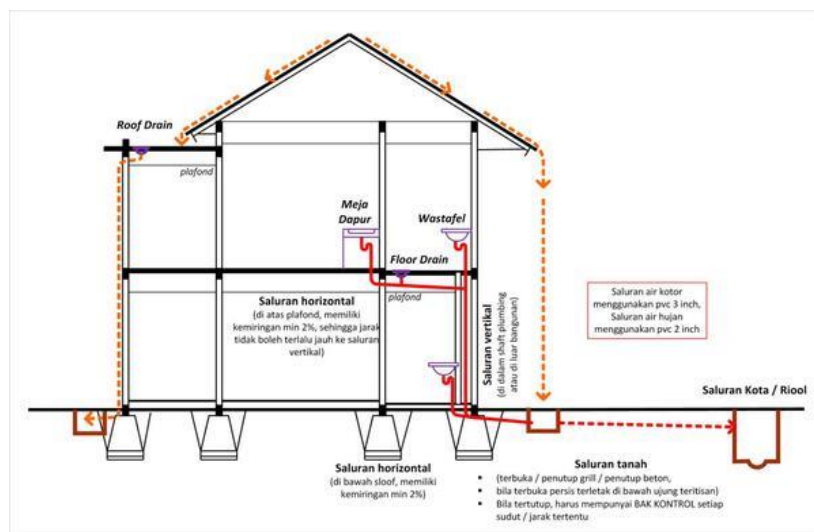 Roof Drain
plafond
Meja
Dapur
Wastafel
Floor Drain
plafond
Saluran horizontal
(di atas plafond, memiliki
kemiringan min 2%, sehingga jarak
tidak boleh terlalu jauh ke saluran
vertikal)
Saluran vertikal
(di dalam shaft plumbing
atau di luar bangunan)
Saluran air kotor
menggunakan pvc 3 inch,
Saluran air hujan
menggunakan pvc 2 inch
Saluran Kota / Riool
Saluran horizontal
(di bawah sloof, memiliki
kemiringan min 2%)
Saluran tanah
(terbuka / penutup grill / penutup beton,
bila terbuka persis terletak di bawah ujung teritisan)
Bila tertutup, harus mempunyai BAK KONTROL setiap
sudut / jarak tertentu